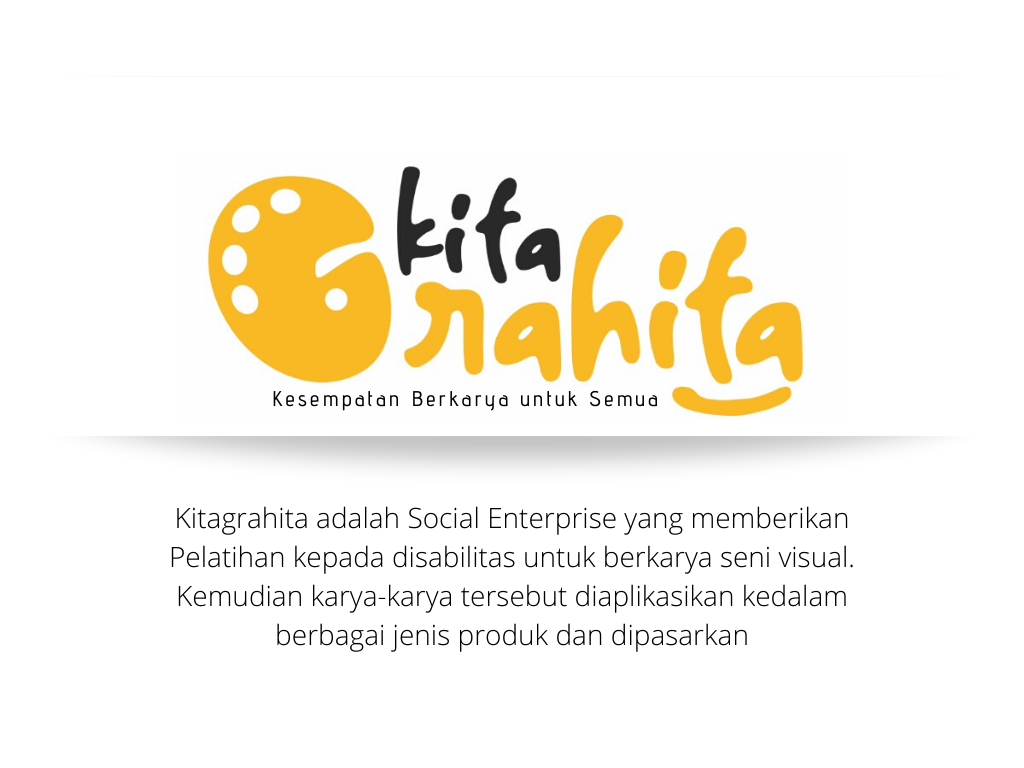 kita
Grahita
Kesempatan Berkarya untuk Semua
Kitagrahita adalah Social Enterprise yang memberikan
Pelatihan kepada disabilitas untuk berkarya seni visual.
Kemudian karya-karya tersebut diaplikasikan kedalam
berbagai jenis produk dan dipasarkan